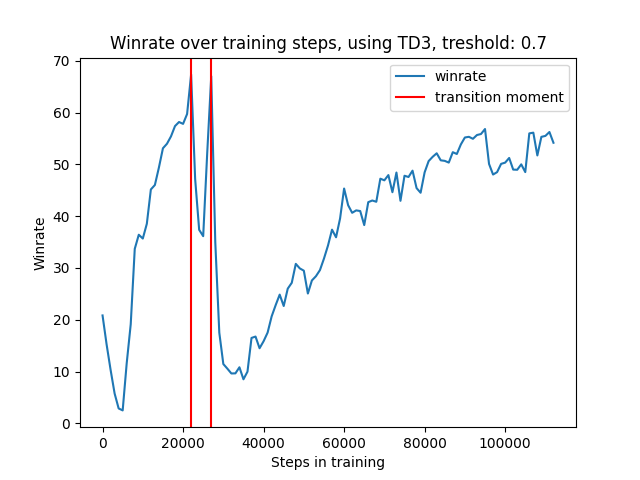 Winrate over training steps, using TD3, treshold: 0.7
70
60
50
40
30
20
10
0
Winrate
winrate
transition moment
0 20000 40000 60000 80000 100000
Steps in training